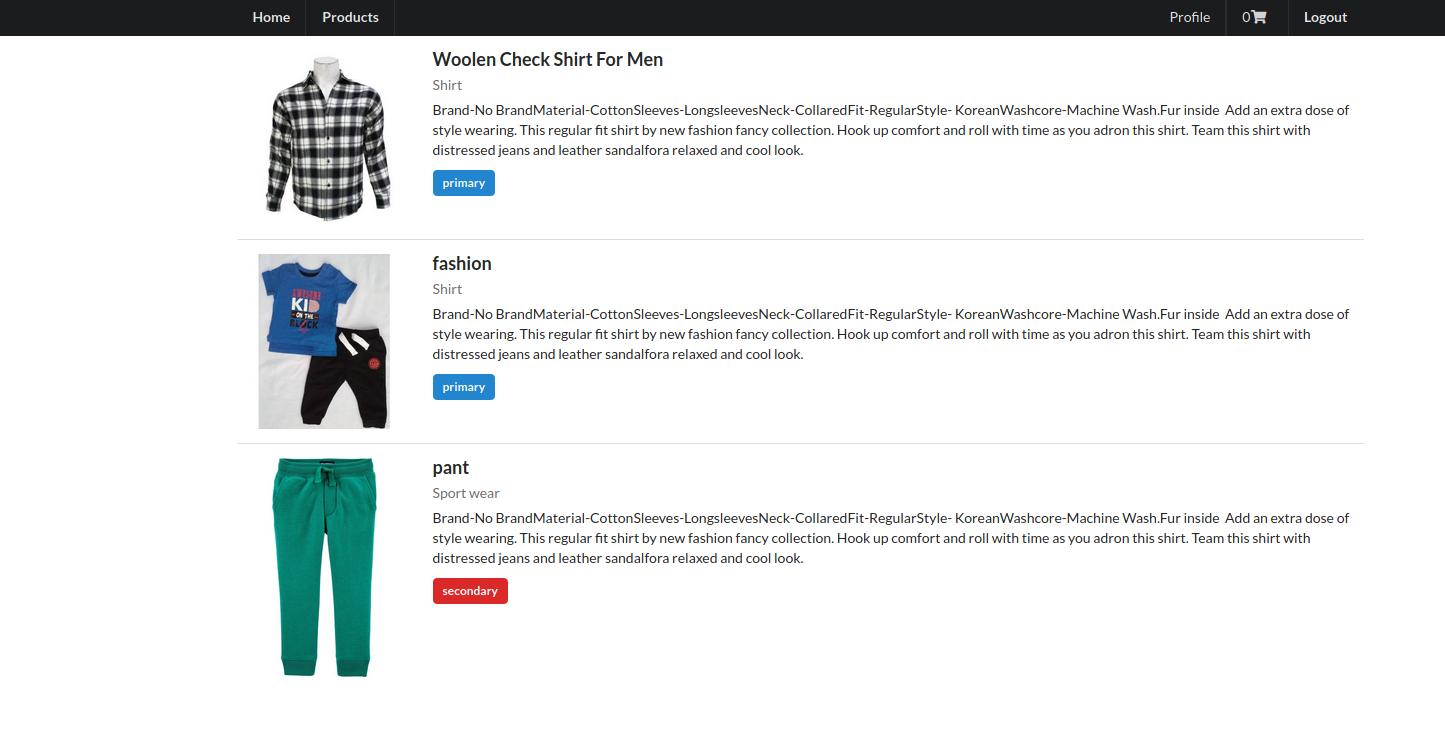 Home Products Profile 0 Logout
Woolen Check Shirt For Men
Shirt
Brand-No BrandMaterial-CottonSleeves-LongsleevesNeck-CollaredFit-RegularStyle- KoreanWashcore-Machine Wash.Fur inside  Add an extra dose of
style wearing. This regular fit shirt by new fashion fancy collection. Hook up comfort and roll with time as you adron this shirt. Team this shirt with
distressed jeans and leather sandalfora relaxed and cool look.
primary
AWESOME
KID
ON THE
BLOCK
fashion
Shirt
Brand-No BrandMaterial-CottonSleeves-LongsleevesNeck-CollaredFit-RegularStyle- KoreanWashcore-Machine Wash.Fur inside  Add an extra dose of
style wearing. This regular fit shirt by new fashion fancy collection. Hook up comfort and roll with time as you adron this shirt. Team this shirt with
distressed jeans and leather sandalfora relaxed and cool look.
primary
pant
Sport wear
Brand-No BrandMaterial-CottonSleeves-LongsleevesNeck-CollaredFit-RegularStyle- KoreanWashcore-Machine Wash.Fur inside  Add an extra dose of
style wearing. This regular fit shirt by new fashion fancy collection. Hook up comfort and roll with time as you adron this shirt. Team this shirt with
distressed jeans and leather sandalfora relaxed and cool look.
secondary